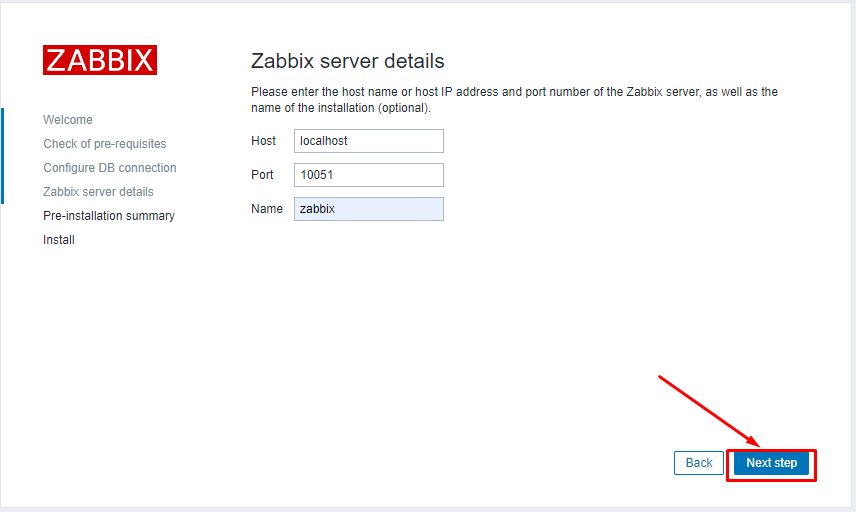 ZABBIX
Welcome
Check of pre-requisites
Configure DB connection
Zabbix server details
Pre-installation summary
Install
Zabbix server details
Please enter the host name or host IP address and port number of the Zabbix server, as well as the
name of the installation (optional).
Host localhost
Port 10051
Name zabbix
Back Next step